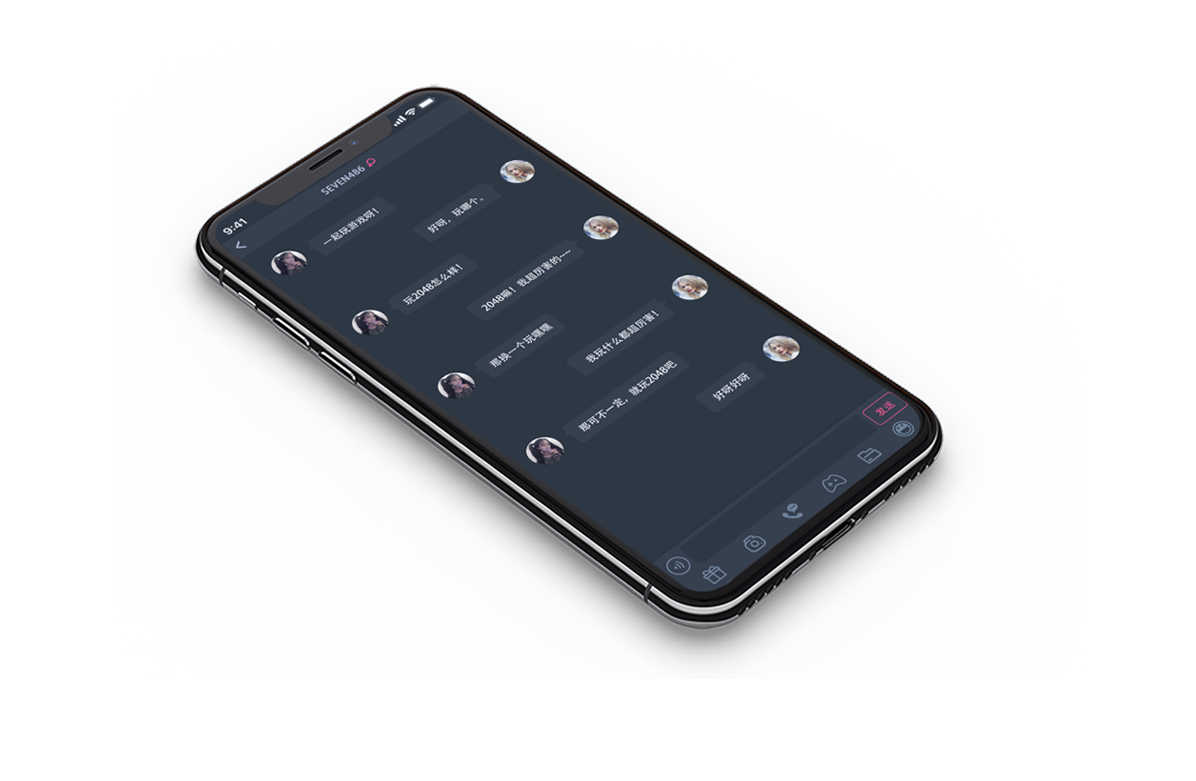 9:41
SEVEN486
一起玩游戏呀！
好呀，玩哪个。
玩2048怎么样！
2048嘛！我超厉害的~~
那换一个玩嘿嘿
我玩什么都超厉害！
那可不一定，就玩2048吧
好呀好呀
发送